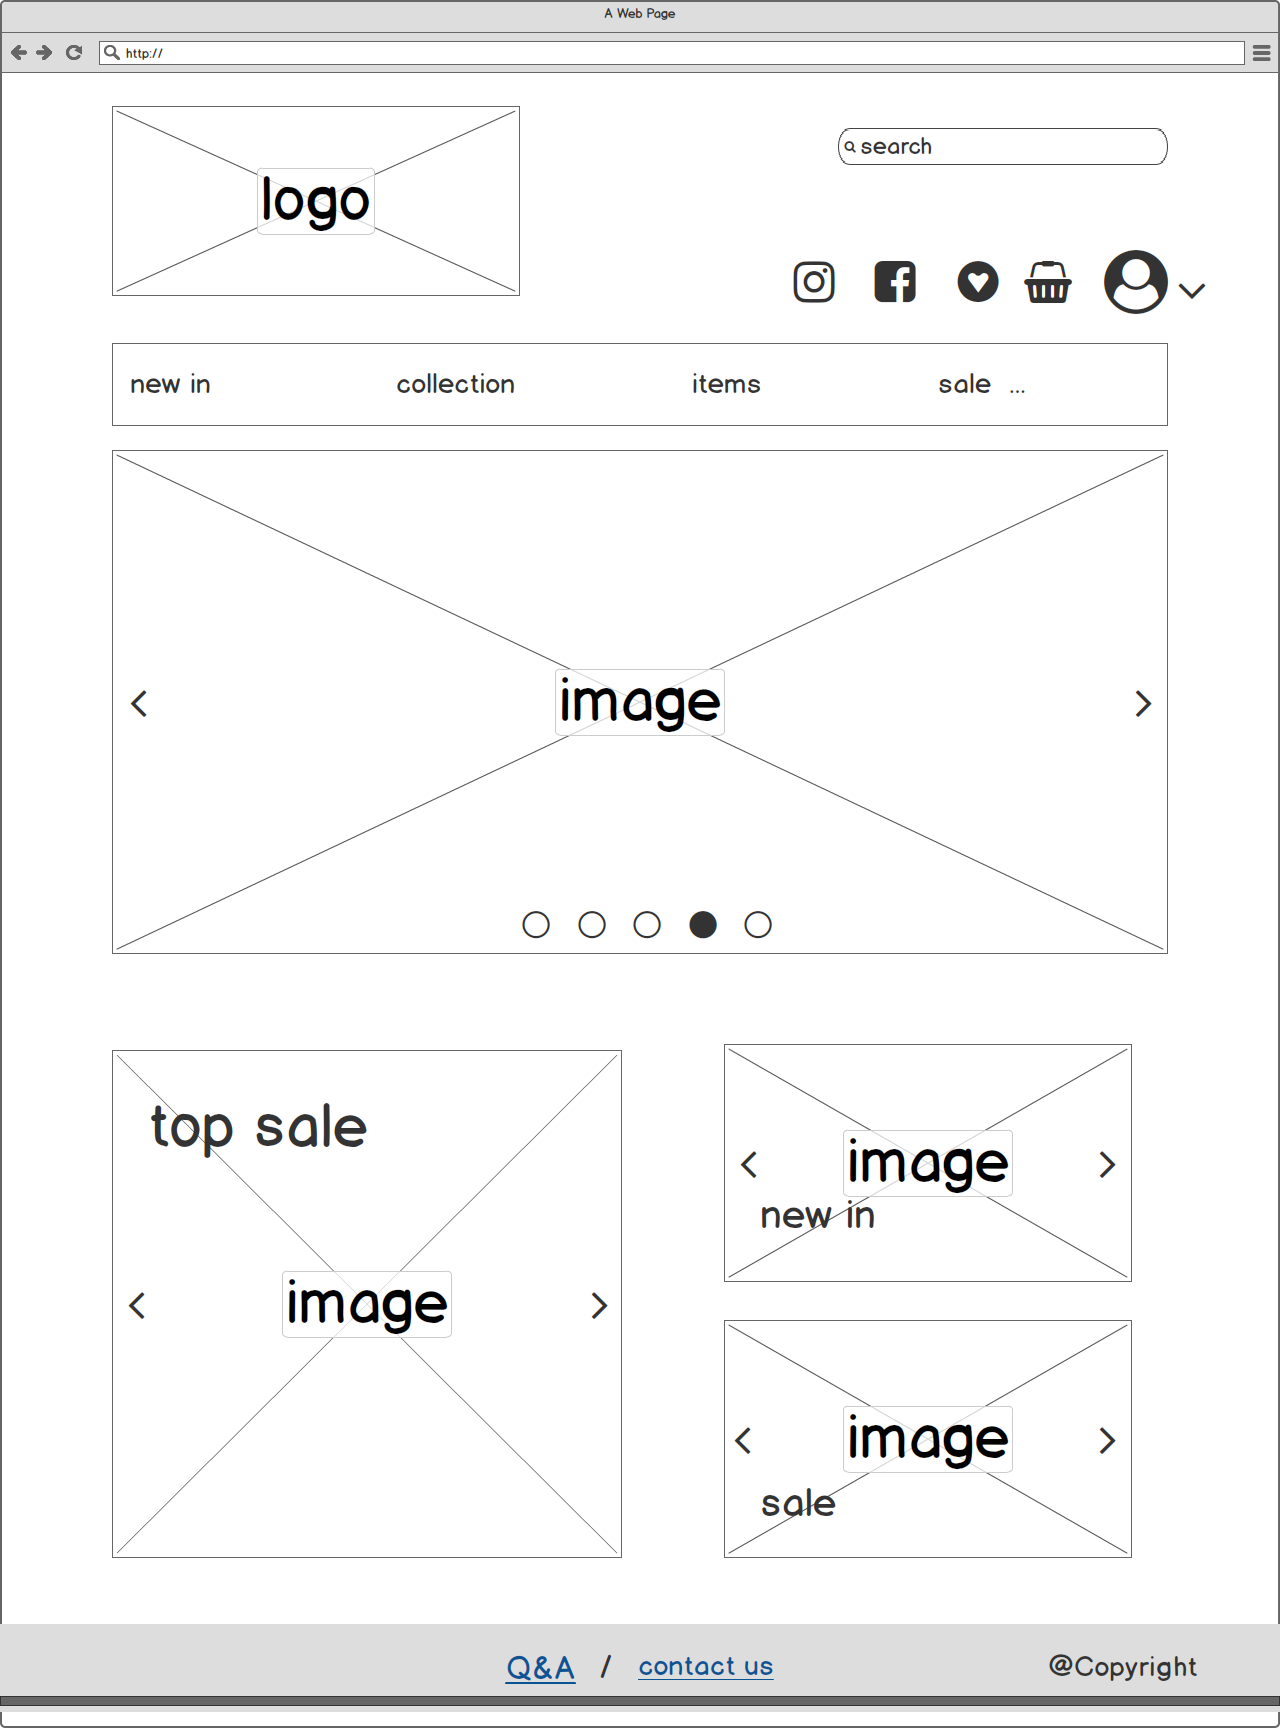 A Web Page
http://
logo
search
new in collection items sale ...
image
top sale
image
image
new in
image
sale
Q&A / contact us @Copyright